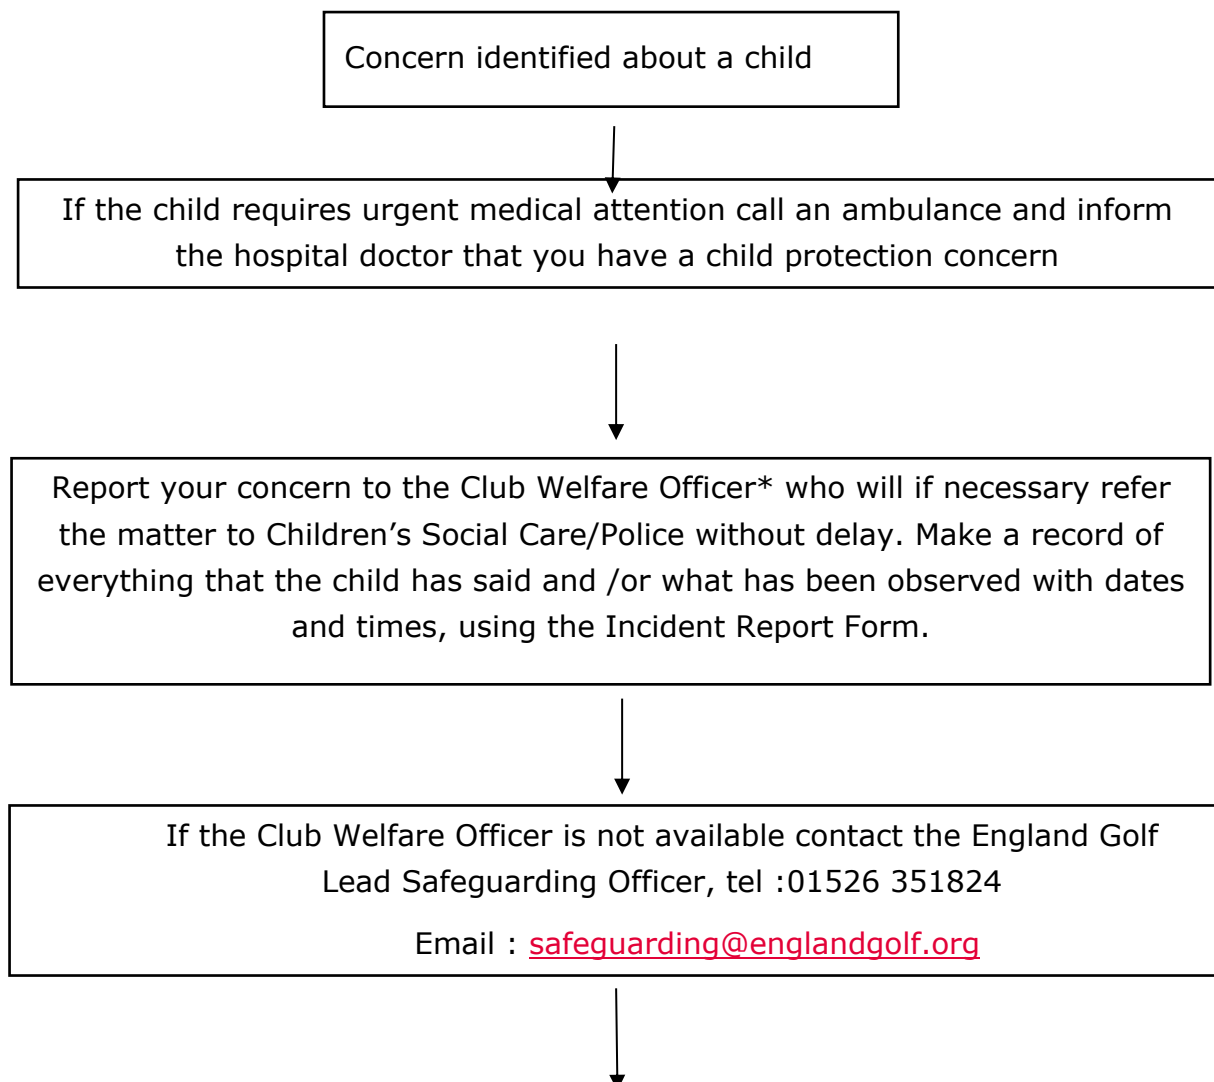 Concern identified about a child
If the child requires urgent medical attention call an ambulance and inform
the hospital doctor that you have a child protection concern
Report your concern to the Club Welfare Officer* who will if necessary refer
the matter to Children’s Social Care/Police without delay. Make a record of
everything that the child has said and /or what has been observed with dates
and times, using the Incident Report Form.
If the Club Welfare Officer is not available contact the England Golf
Lead Safeguarding Officer, tel :01526 351824
Email : safeguarding@englandgolf.org